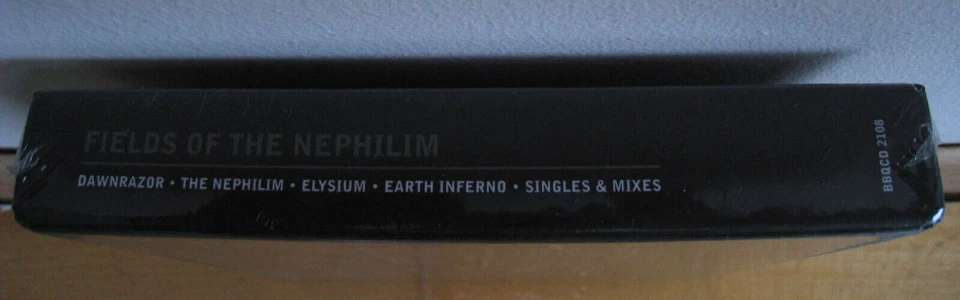 FIELDS OF THE NEPHILIM
DAWNRAZOR • THE NEPHILIM • ELYSIUM • EARTH INFERNO • SINGLES & MIXES
BBQCD 2108